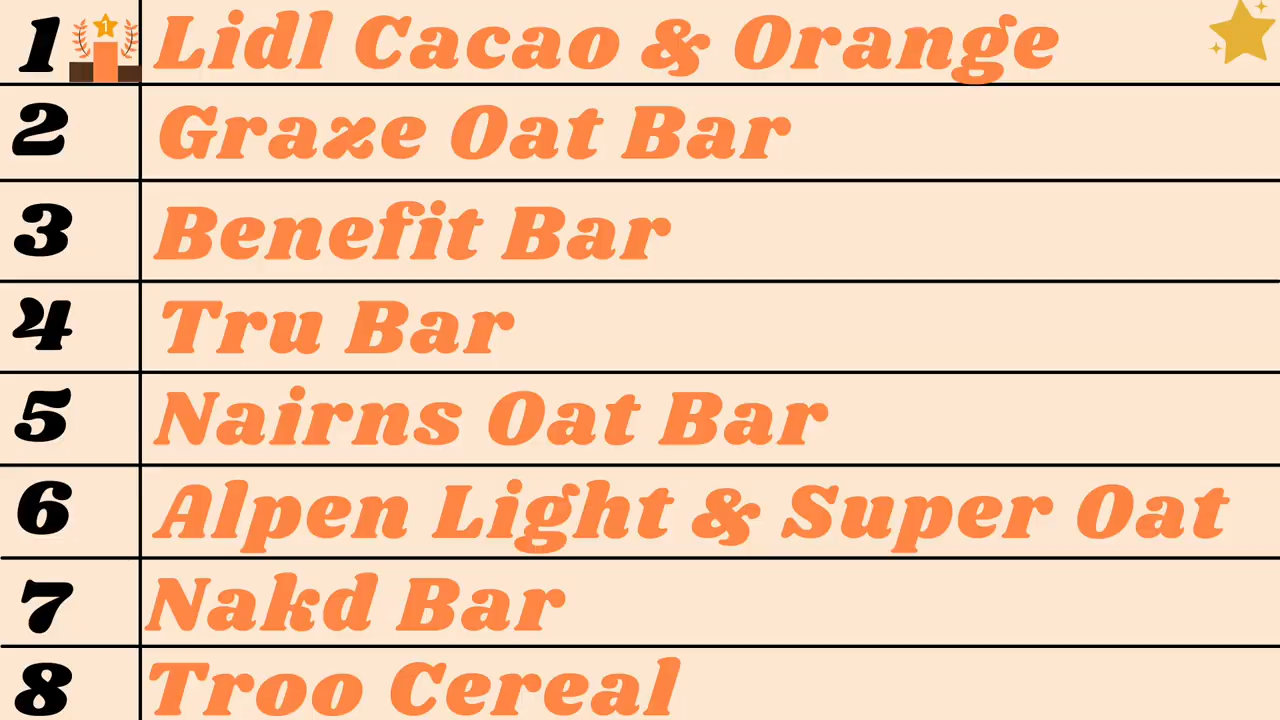 1 Lidl Cacao & Orange
2 Graze Oat Bar
3 Benefit Bar
4 Tru Bar
5 Nairns Oat Bar
6 Alpen Light & Super Oat
7 Nakd Bar
8 Troo Cereal